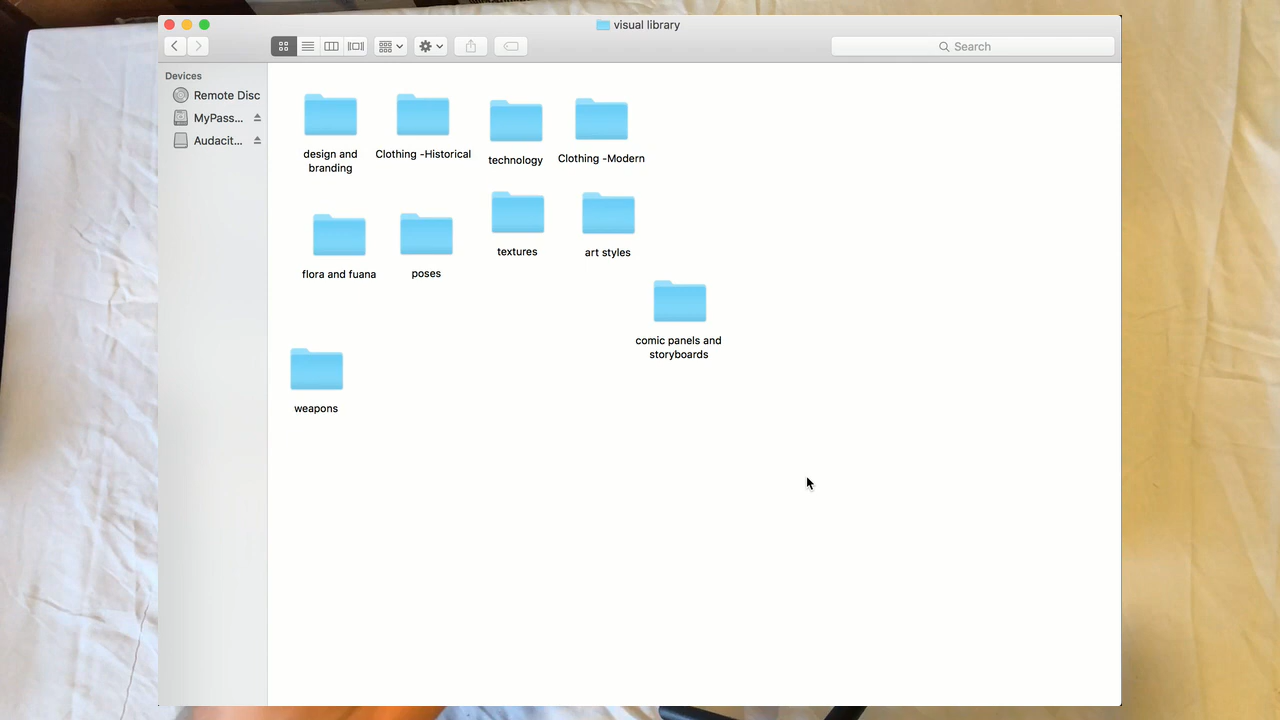 visual library
Search
Devices
Remote Disc
MyPass...
Audacit...
design and
branding
Clothing -Historical
technology
Clothing -Modern
flora and fuana
poses
textures
art styles
comic panels and
storyboards
weapons